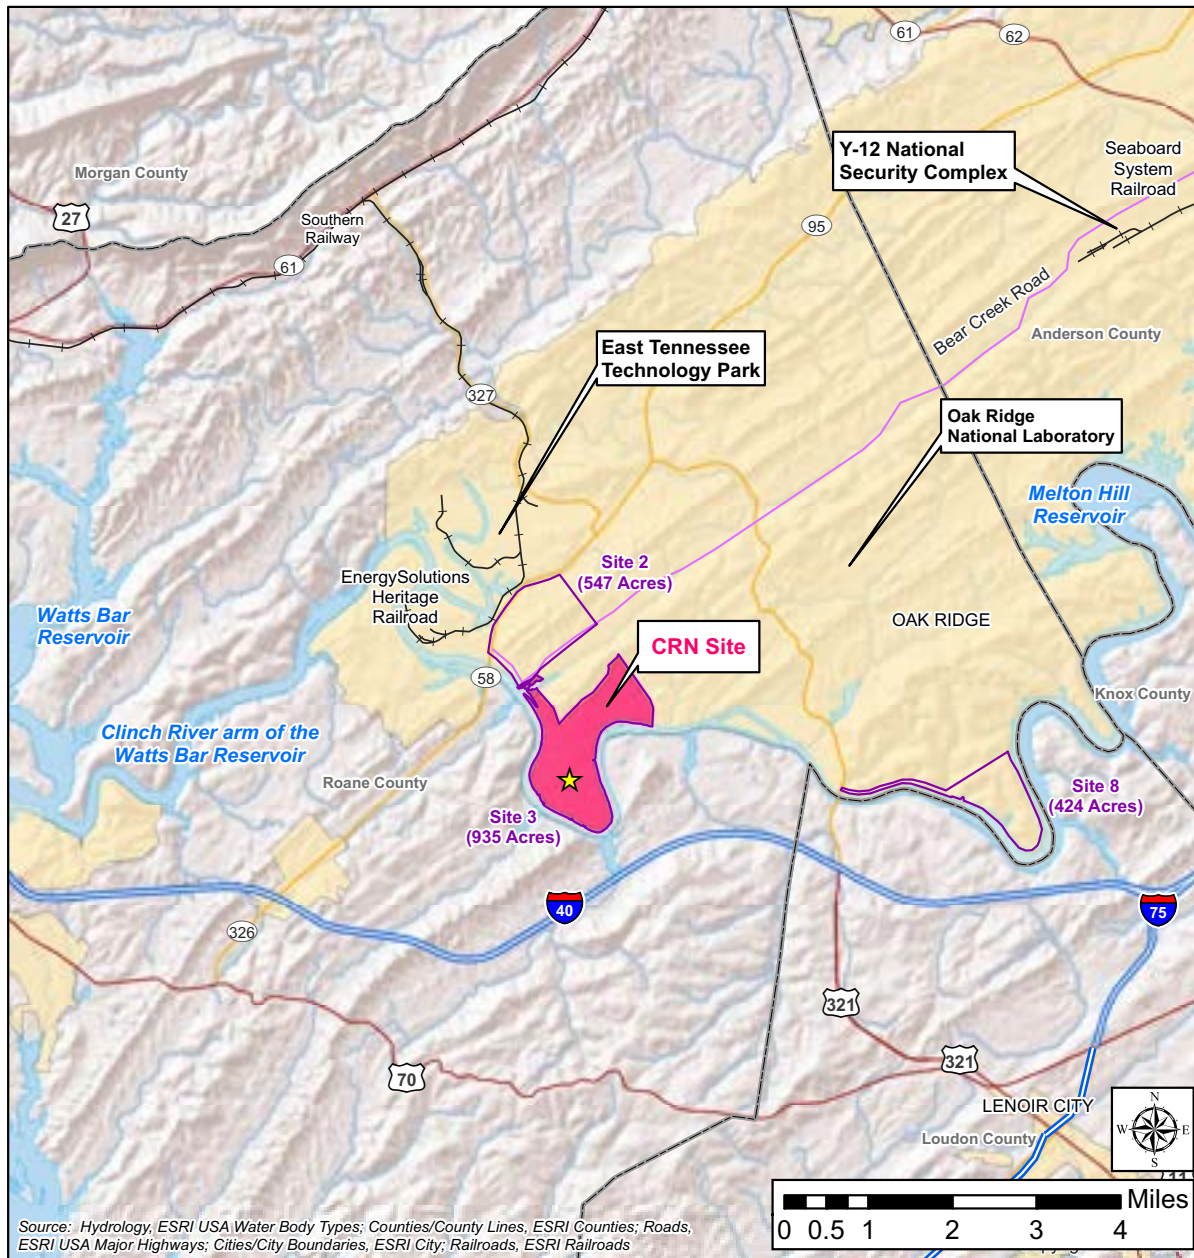 61
62
Y-12 National
Security Complex
Seaboard
System
Railroad
Morgan County
27
Southern
Railway
61
95
Bear Creek Road
Anderson County
East Tennessee
Technology Park
327
Oak Ridge
National Laboratory
Melton Hill
Reservoir
Site 2
(547 Acres)
EnergySolutions
Heritage
Railroad
Watts Bar
Reservoir
OAK RIDGE
CRN Site
58
Knox County
Clinch River arm of the
Watts Bar Reservoir
Roane County
Site 3
(935 Acres)
Site 8
(424 Acres)
40
75
326
321
321
70
LENOIR CITY
Loudon County
N
W E
S
Miles
0 0.5 1 2 3 4
Source: Hydrology, ESRI USA Water Body Types; Counties/County Lines, ESRI Counties; Roads,
ESRI USA Major Highways; Cities/City Boundaries, ESRI City; Railroads, ESRI Railroads